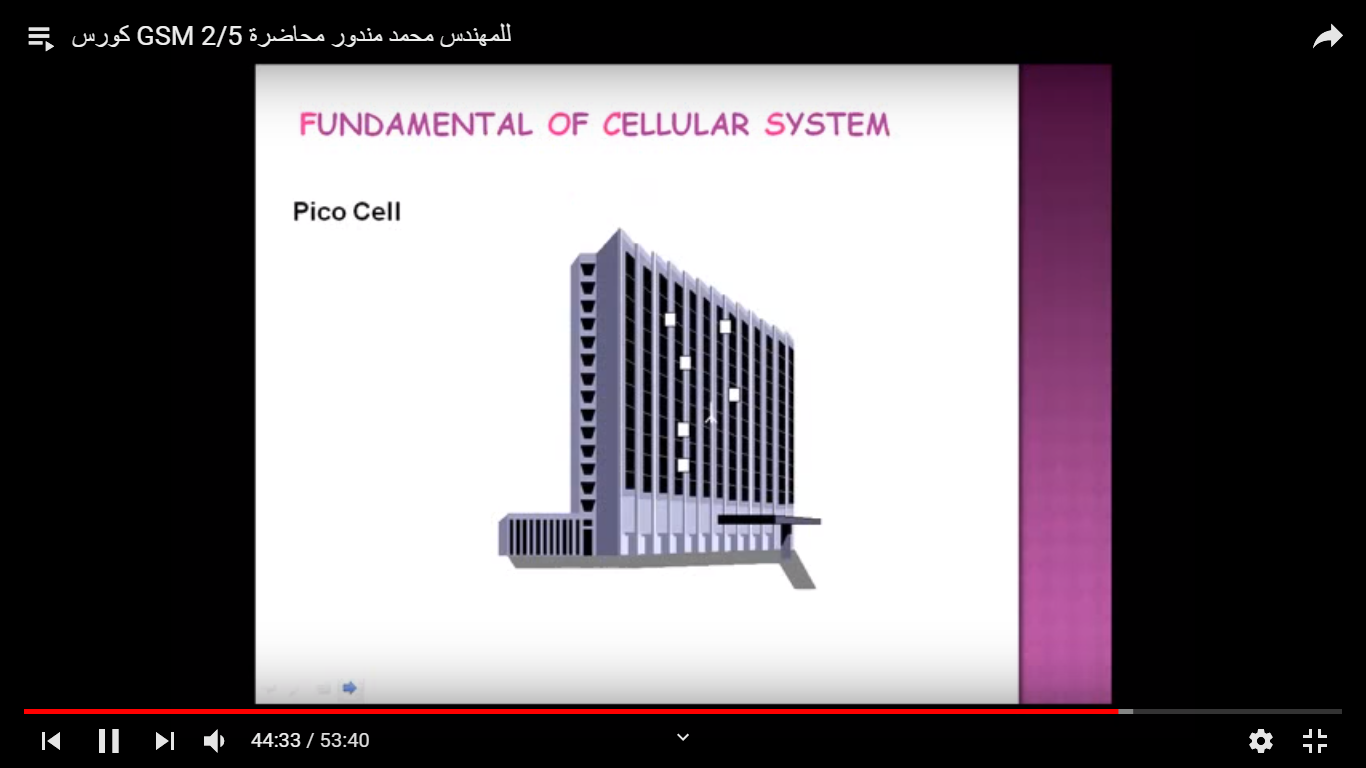 كورس GSM 2/5 للمهندس محمد مندور محاضرة
FUNDAMENTAL OF CELLULAR SYSTEM
Pico Cell
44:33 / 53:40